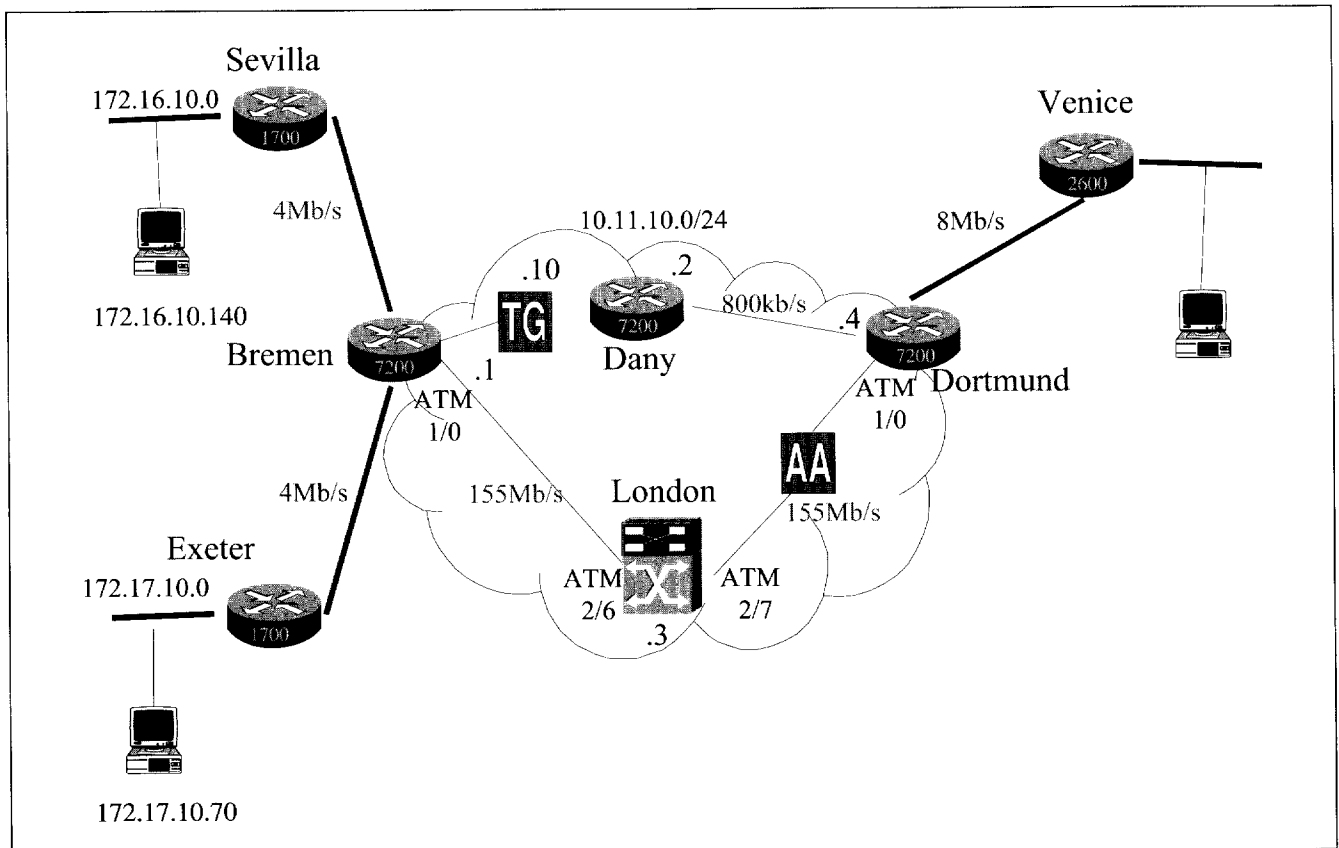 Sevilla
172.16.10.0
1700
Venice
2600
4Mb/s
10.11.10.0/24
8Mb/s
.10
.2
172.16.10.140
TG
800kb/s
7200
.4
Bremen
7200
.1
Dany
7200
Dortmund
ATM
1/0
ATM
1/0
AA
4Mb/s
155Mb/s
London
155Mb/s
Exeter
172.17.10.0
ATM
2/6
ATM
2/7
1700
.3
172.17.10.70